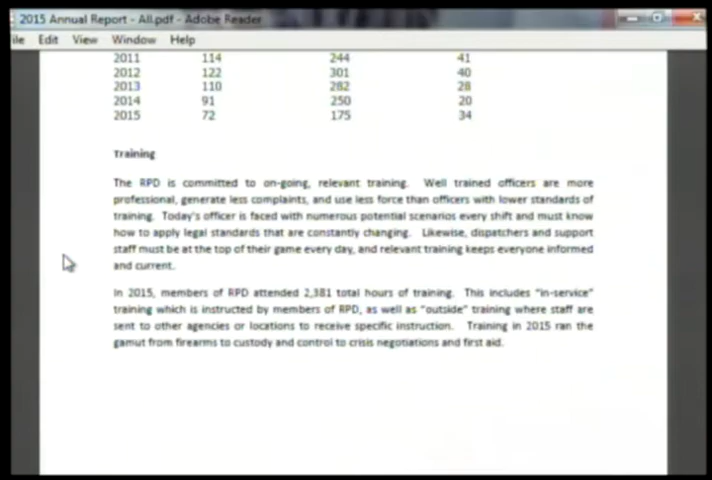 2015 Annual Report - All.pdf - Adobe Reader
ile Edit View Window Help
2011 114 244 41
2012 122 301 40
2013 110 282 28
2014 91 250 20
2015 72 175 34
Training
The RPD is committed to on-going, relevant training. Well trained officers are more
professional, generate less complaints, and use less force than officers with lower standards of
training. Today's officer is faced with numerous potential scenarios every shift and must know
how to apply legal standards that are constantly changing. Likewise, dispatchers and support
staff must be at the top of their game every day, and relevant training keeps everyone informed
and current.
In 2015, members of RPD attended 2,381 total hours of training. This includes "in-service"
training which is instructed by members of RPD, as well as "outside" training where staff are
sent to other agencies or locations to receive specific instruction. Training in 2015 ran the
gamut from firearms to custody and control to crisis negotiations and first aid.